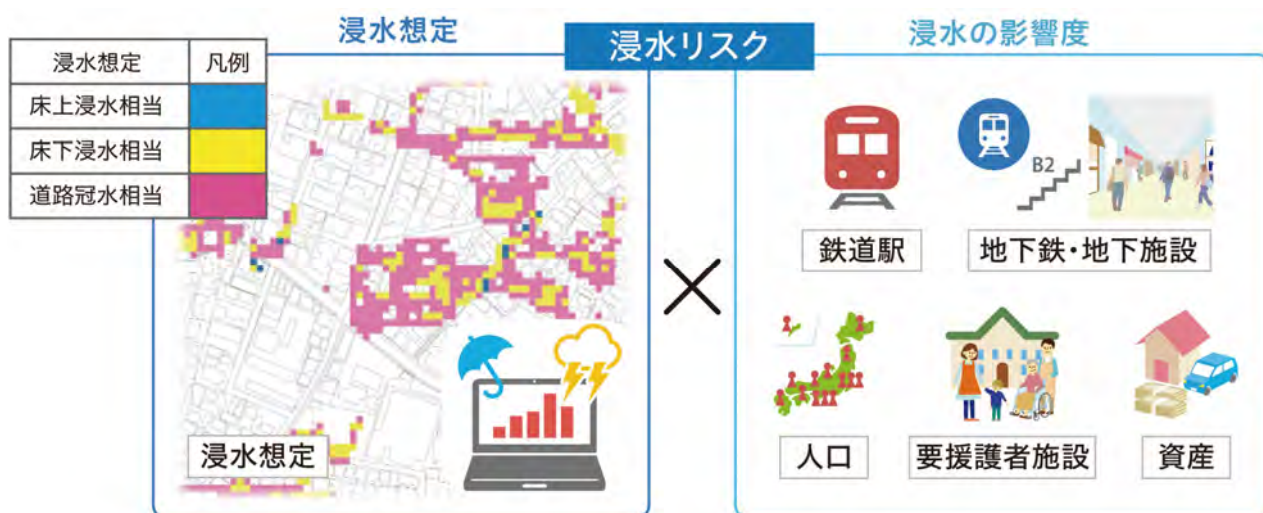 浸水リスク
浸水想定
浸水想定 凡例
床上浸水相当
床下浸水相当
道路冠水相当
浸水想定
浸水の影響度
鉄道駅
B2
地下鉄・地下施設
人口
要援護者施設
資産